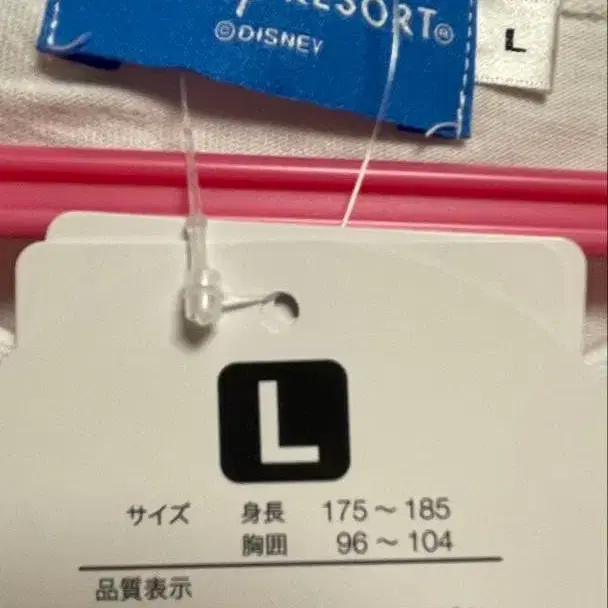 RESORT®
©DISNEY
L
L
サイズ 身長 175～185
胸囲 96～104
品質表示